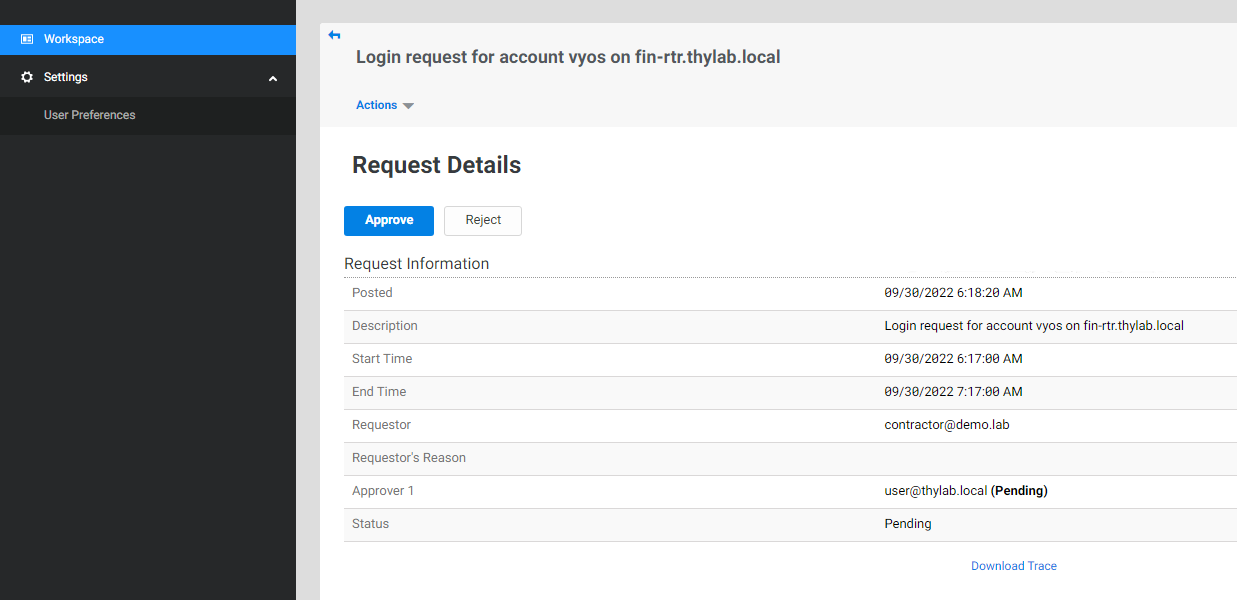 Workspace
Settings
User Preferences
Login request for account vyos on fin-rtr.thylab.local
Actions
Request Details
Approve Reject
Request Information
Posted 09/30/2022 6:18:20 AM
Description Login request for account vyos on fin-rtr.thylab.local
Start Time 09/30/2022 6:17:00 AM
End Time 09/30/2022 7:17:00 AM
Requestor contractor@demo.lab
Requestor's Reason
Approver 1 user@thylab.local (Pending)
Status Pending
Download Trace